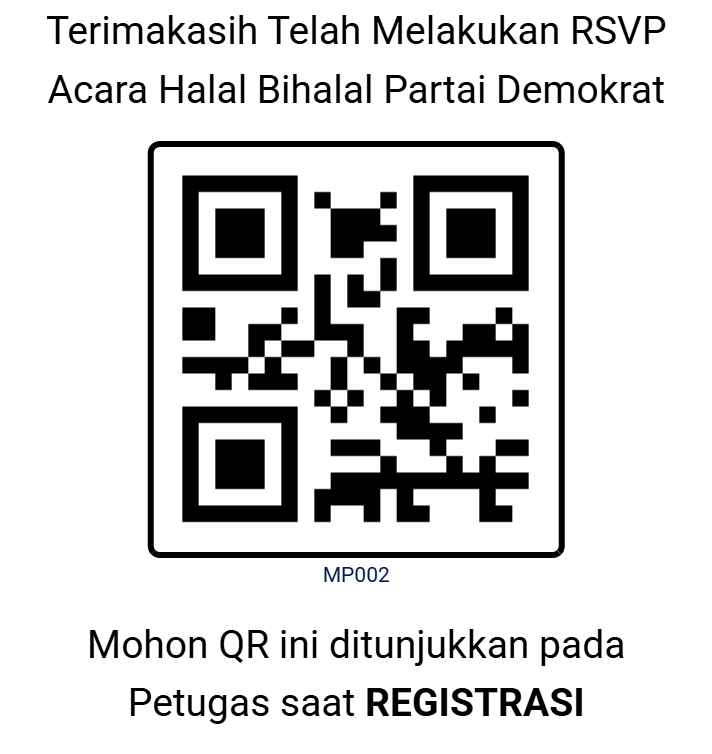 Terimakasih Telah Melakukan RSVP
Acara Halal Bihalal Partai Demokrat
MP002
Mohon QR ini ditunjukkan pada
Petugas saat REGISTRASI